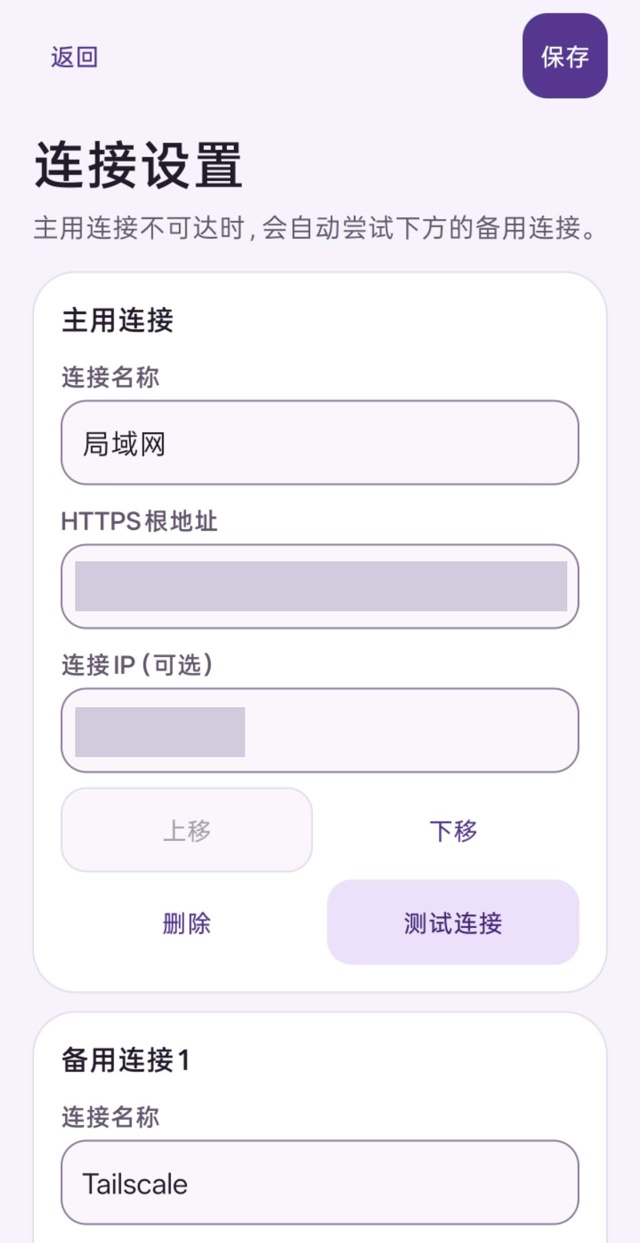 返回
保存
连接设置
主用连接不可达时,会自动尝试下方的备用连接。
主用连接
连接名称
局域网
HTTPS根地址
连接IP(可选)
上移
下移
删除
测试连接
备用连接1
连接名称
Tailscale